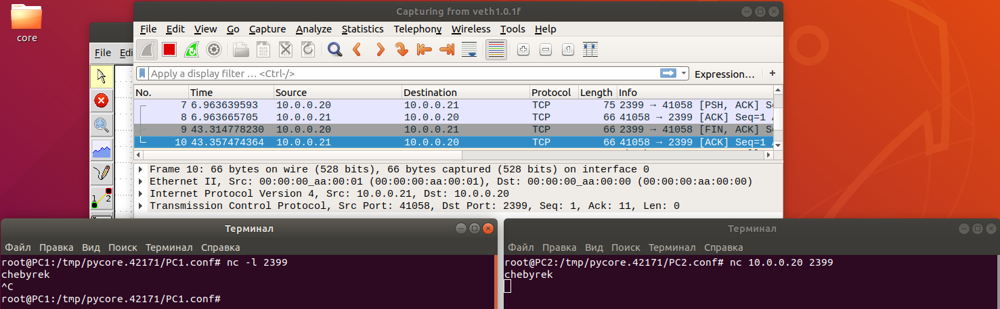 core
Capturing from veth1.0.1f
File Edit View Go Capture Analyze Statistics Telephony Wireless Tools Help
File Edi
Apply a display filter … <Ctrl-/>
Expression…
+
No. Time Source Destination Protocol Length Info
7 6.963639593 10.0.0.20 10.0.0.21 TCP 75 2399 → 41058 [PSH, ACK]
8 6.963665705 10.0.0.21 10.0.0.20 TCP 66 41058 → 2399 [ACK] Seq=1
9 43.314778230 10.0.0.20 10.0.0.21 TCP 66 2399 → 41058 [FIN, ACK]
10 43.357474364 10.0.0.21 10.0.0.20 TCP 66 41058 → 2399 [ACK] Seq=1
Frame 10: 66 bytes on wire (528 bits), 66 bytes captured (528 bits) on interface 0
Ethernet II, Src: 00:00:00_aa:00:01 (00:00:00:aa:00:01), Dst: 00:00:00_aa:00:00 (00:00:00:aa:00:00)
Internet Protocol Version 4, Src: 10.0.0.21, Dst: 10.0.0.20
Transmission Control Protocol, Src Port: 41058, Dst Port: 2399, Seq: 1, Ack: 11, Len: 0
1 2
Терминал
Файл Правка Вид Поиск Терминал Справка
root@PC1:/tmp/pycore.42171/PC1.conf# nc -l 2399
chebyrek
^C
root@PC1:/tmp/pycore.42171/PC1.conf#
Терминал
Файл Правка Вид Поиск Терминал Справка
root@PC2:/tmp/pycore.42171/PC2.conf# nc 10.0.0.20 2399
chebyrek